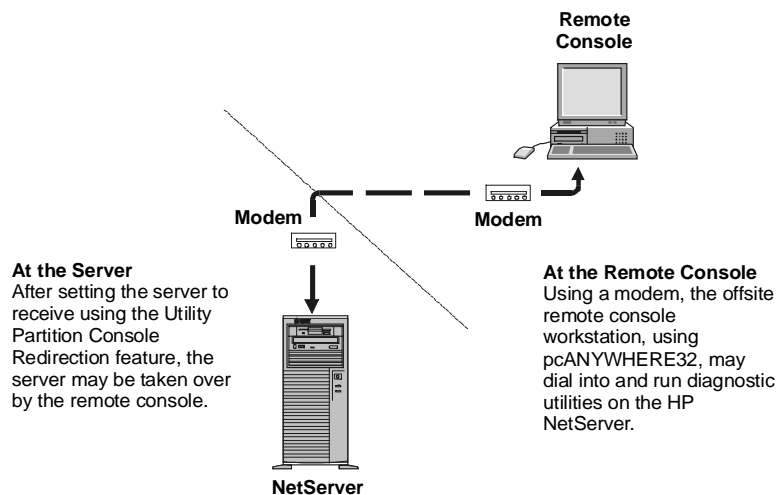 Remote
Console
Modem
Modem
At the Server
After setting the server to
receive using the Utility
Partition Console
Redirection feature, the
server may be taken over
by the remote console.
At the Remote Console
Using a modem, the offsite
remote console
workstation, using
pcANYWHERE32, may
dial into and run diagnostic
utilities on the HP
NetServer.
NetServer